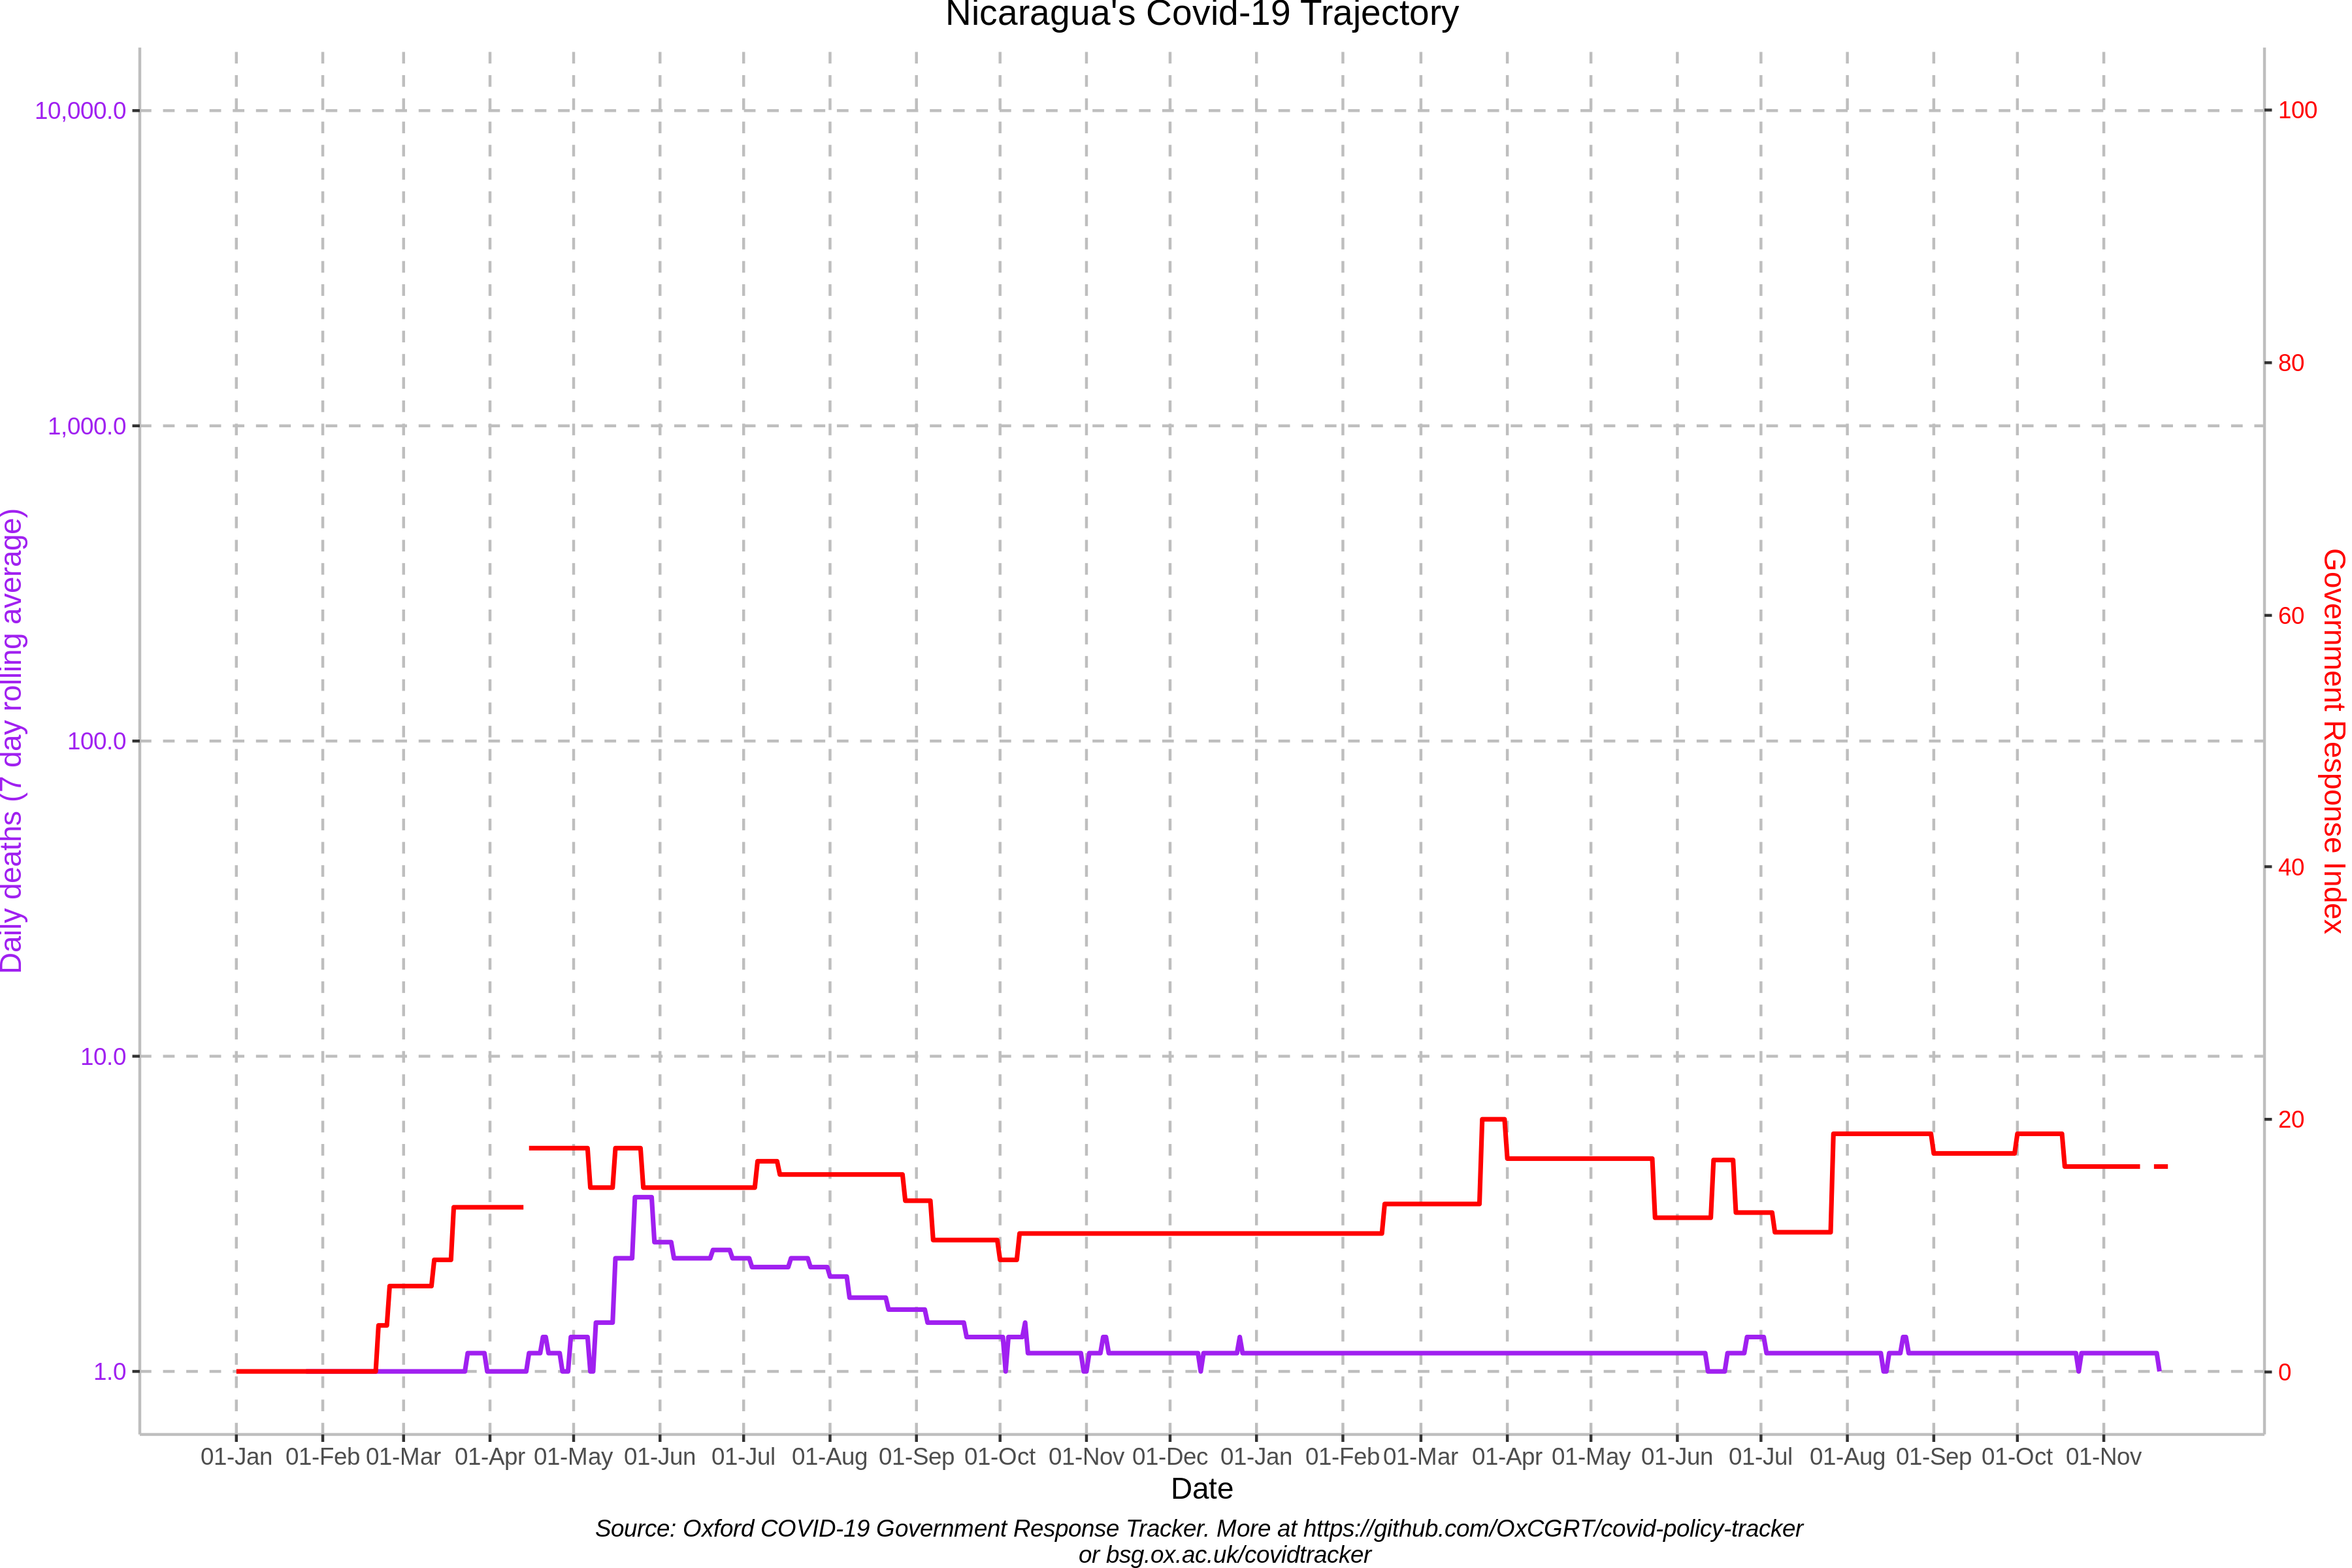 Nicaragua's Covid-19 Trajectory
10,000.0
1,000.0
100.0
10.0
1.0
Daily deaths (7 day rolling average)
100
80
60
40
20
0
Government Response Index
01-Jan 01-Feb 01-Mar 01-Apr 01-May 01-Jun 01-Jul 01-Aug 01-Sep 01-Oct 01-Nov 01-Dec 01-Jan 01-Feb 01-Mar 01-Apr 01-May 01-Jun 01-Jul 01-Aug 01-Sep 01-Oct 01-Nov
Date
Source: Oxford COVID-19 Government Response Tracker. More at https://github.com/OxCGRT/covid-policy-tracker
or bsg.ox.ac.uk/covidtracker